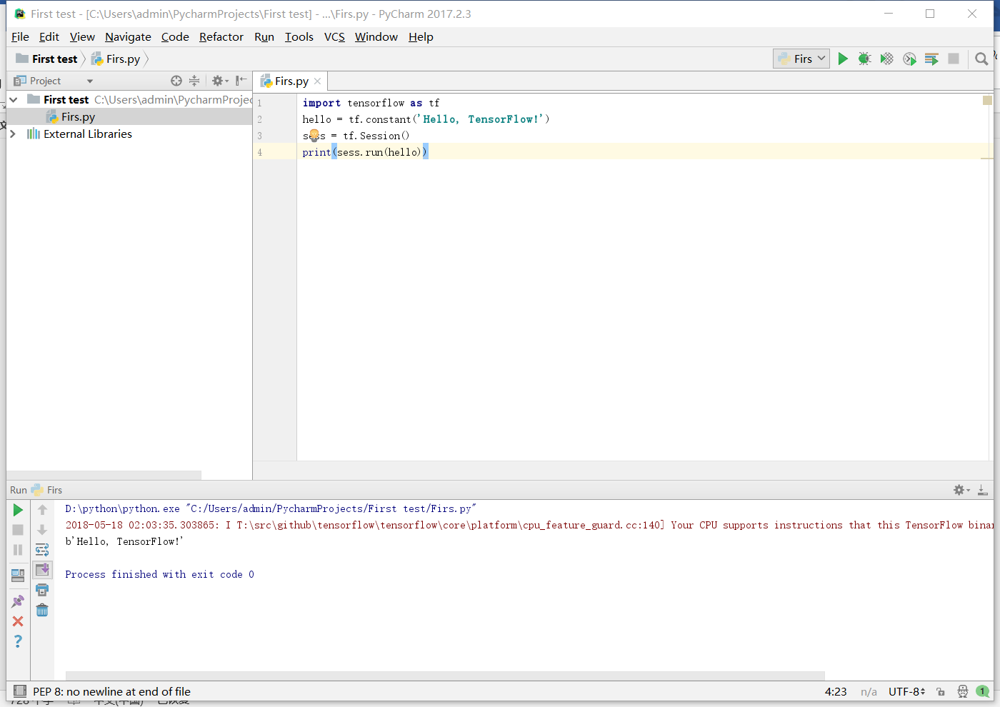 First test - [C:\Users\admin\PycharmProjects\First test] - ...\Firs.py - PyCharm 2017.2.3
File Edit View Navigate Code Refactor Run Tools VCS Window Help
First test Firs.py Firs
Project Firs.py
First test C:\Users\admin\PycharmProjec
Firs.py
External Libraries
1 import tensorflow as tf
2 hello = tf.constant('Hello, TensorFlow!')
3 sess = tf.Session()
4 print(sess.run(hello))
Run Firs
D:\python\python.exe "C:/Users/admin/PycharmProjects/First test/Firs.py"
2018-05-18 02:03:35.303865: I T:\src\github\tensorflow\tensorflow\core\platform\cpu_feature_guard.cc:140] Your CPU supports instructions that this TensorFlow binar
b'Hello, TensorFlow!'
Process finished with exit code 0
PEP 8: no newline at end of file 4:23 n/a UTF-8 1